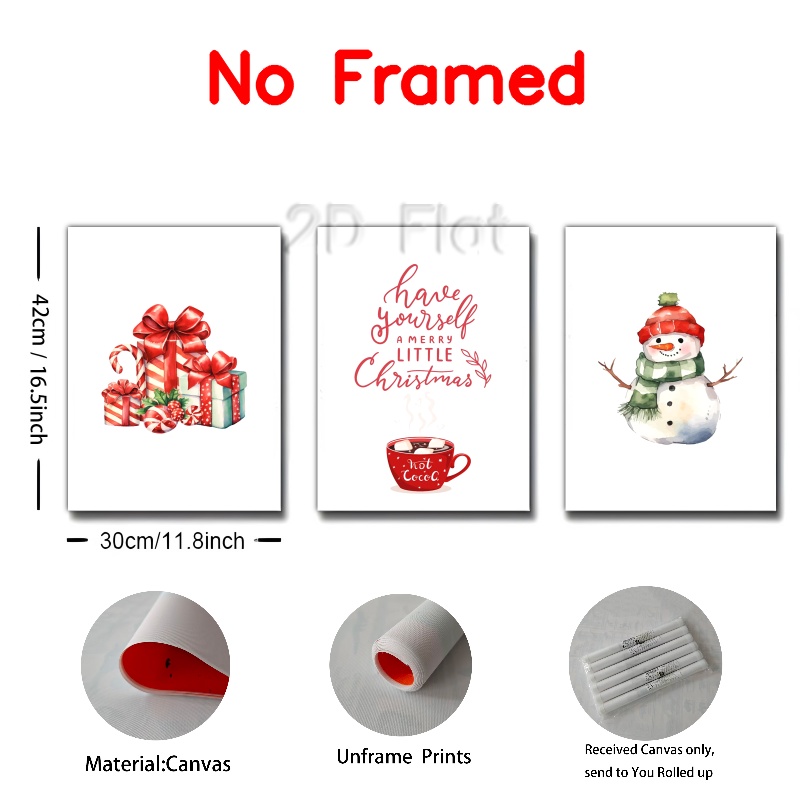 No Framed
2D Flat
42cm / 16.5inch
have
yourself
A MERRY
LITTLE
Christmas
Hot
Cocoa
30cm/11.8inch
Material:Canvas
Unframe Prints
Received Canvas only,
send to You Rolled up